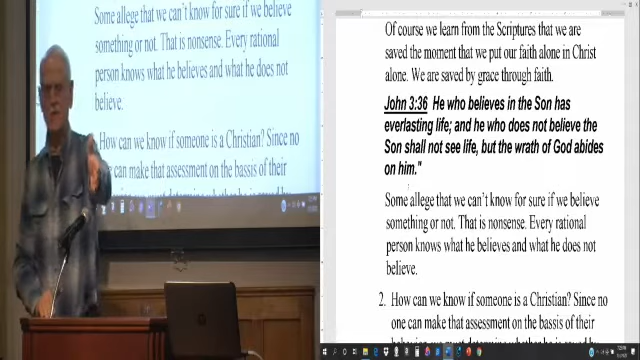 Some allege that we can't know for sure if we believe
something or not. That is nonsense. Every rational
person knows what he believes and what he does not
believe.
How can we know if someone is a Christian? Since no
can make that assessment on the bassis of their
Of course we learn from the Scriptures that we are
saved the moment that we put our faith alone in Christ
alone. We are saved by grace through faith.
John 3:36 He who believes in the Son has
everlasting life; and he who does not believe the
Son shall not see life, but the wrath of God abides
on him."
Some allege that we can't know for sure if we believe
something or not. That is nonsense. Every rational
person knows what he believes and what he does not
believe.
2. How can we know if someone is a Christian? Since no
one can make that assessment on the bassis of their